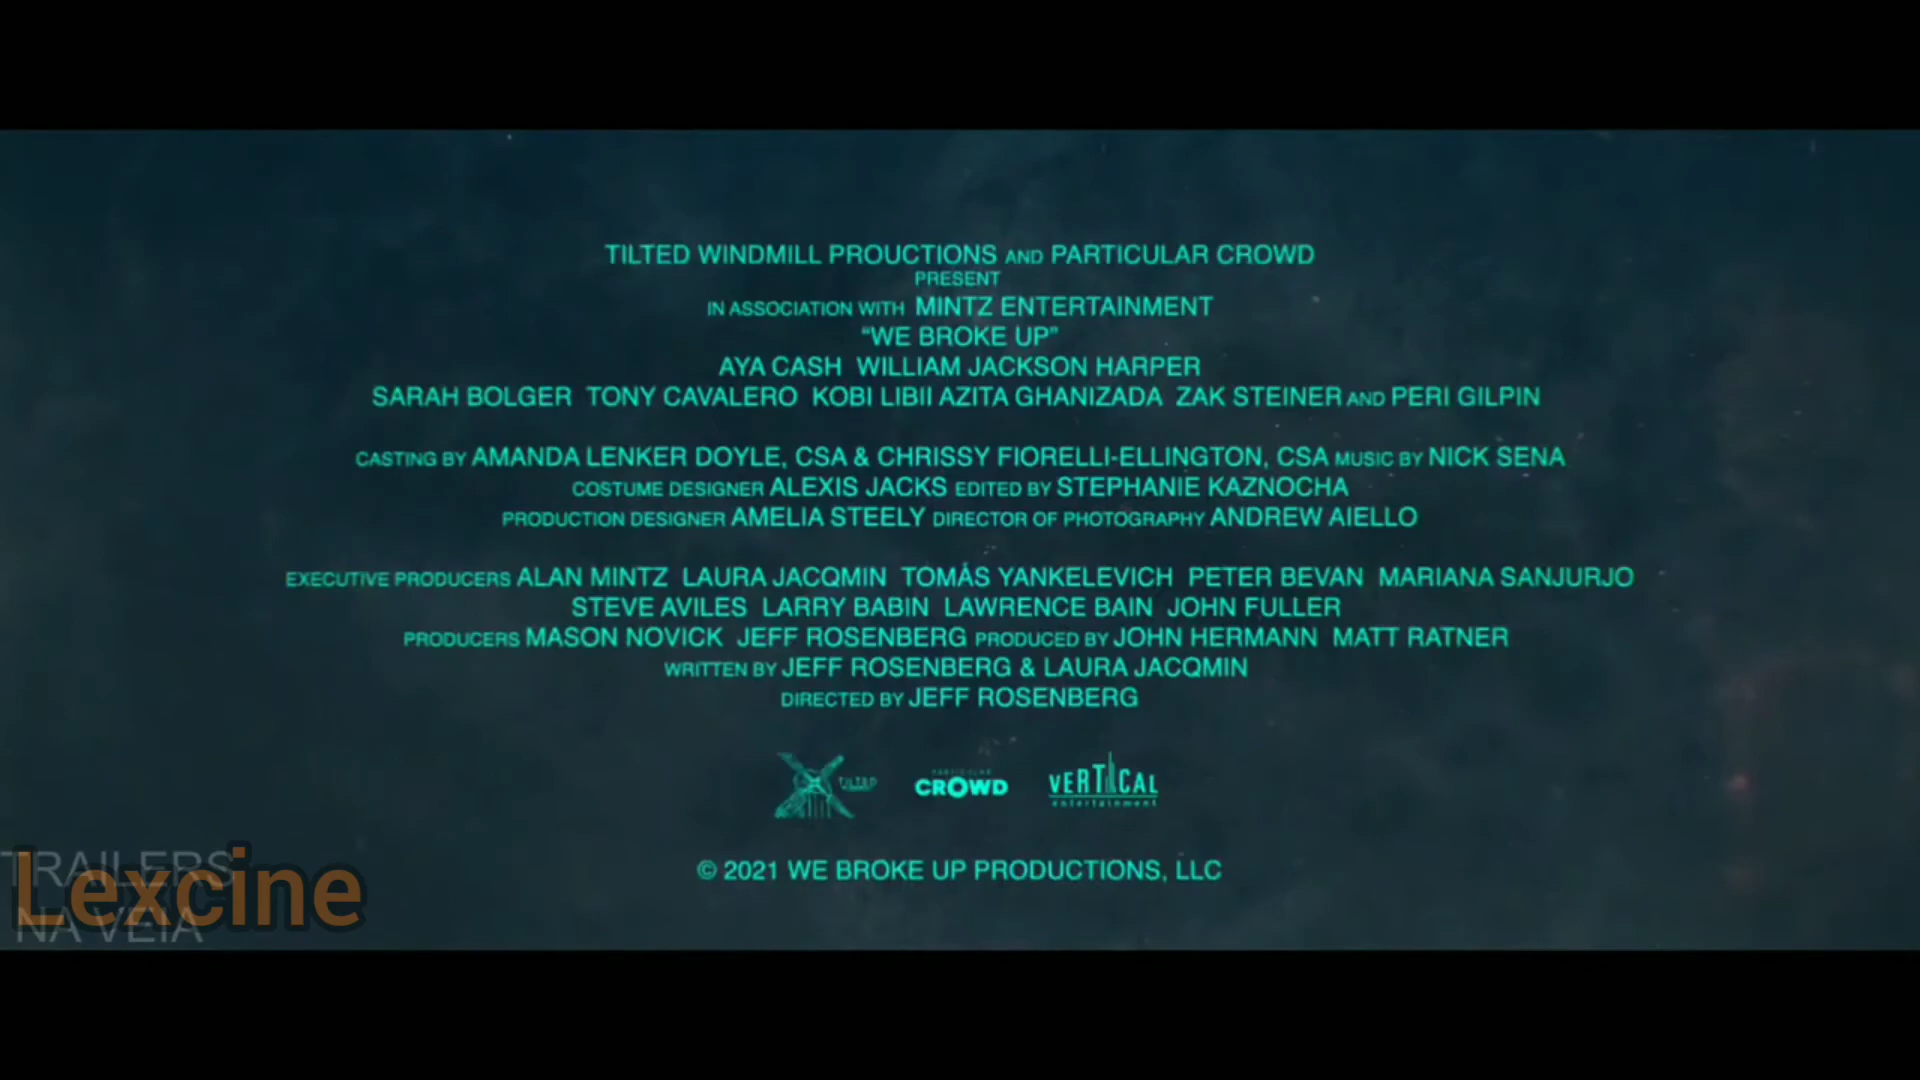 TILTED WINDMILL PROUCTIONS AND PARTICULAR CROWD
PRESENT
IN ASSOCIATION WITH MINTZ ENTERTAINMENT
“WE BROKE UP”
AYA CASH WILLIAM JACKSON HARPER
SARAH BOLGER TONY CAVALERO KOBI LIBII AZITA GHANIZADA ZAK STEINER AND PERI GILPIN
CASTING BY AMANDA LENKER DOYLE, CSA & CHRISSY FIORELLI-ELLINGTON, CSA MUSIC BY NICK SENA
COSTUME DESIGNER ALEXIS JACKS EDITED BY STEPHANIE KAZNOCHA
PRODUCTION DESIGNER AMELIA STEELY DIRECTOR OF PHOTOGRAPHY ANDREW AIELLO
EXECUTIVE PRODUCERS ALAN MINTZ LAURA JACQMIN TOMÁS YANKELEVICH PETER BEVAN MARIANA SANJURJO
STEVE AVILES LARRY BABIN LAWRENCE BAIN JOHN FULLER
PRODUCERS MASON NOVICK JEFF ROSENBERG PRODUCED BY JOHN HERMANN MATT RATNER
WRITTEN BY JEFF ROSENBERG & LAURA JACQMIN
DIRECTED BY JEFF ROSENBERG
TILTED
PARTICULAR
CROWD
VERTICAL
entertainment
© 2021 WE BROKE UP PRODUCTIONS, LLC
TRAILERS
Lexcine
NA VEIA